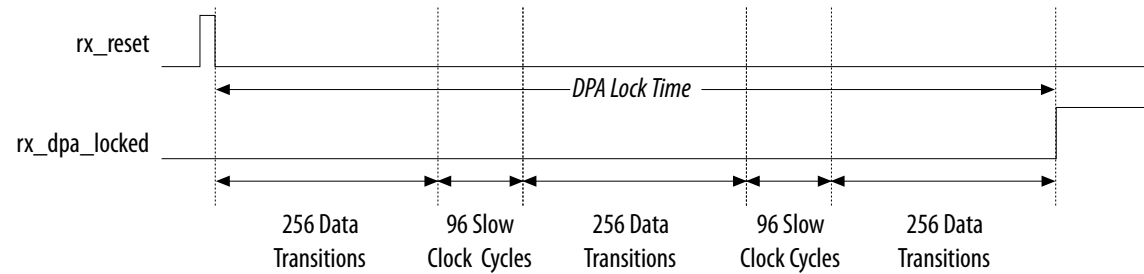 rx_reset
DPA Lock Time
rx_dpa_locked
256 Data
Transitions
96 Slow
Clock Cycles
256 Data
Transitions
96 Slow
Clock Cycles
256 Data
Transitions